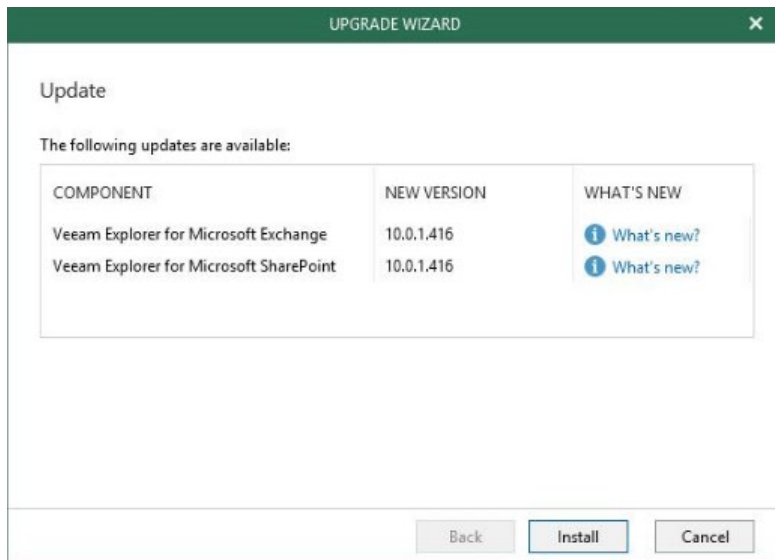 UPGRADE WIZARD
Update
The following updates are available:
COMPONENT NEW VERSION WHAT'S NEW
Veeam Explorer for Microsoft Exchange 10.0.1.416 What's new?
Veeam Explorer for Microsoft SharePoint 10.0.1.416 What's new?
Back Install Cancel